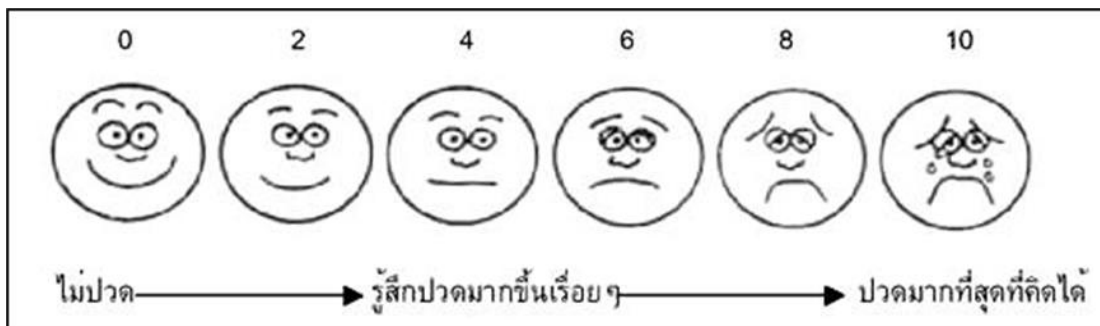 0 2 4 6 8 10
ไม่ปวด รู้สึกปวดมากขึ้นเรื่อยๆ ปวดมากที่สุดที่คิดได้